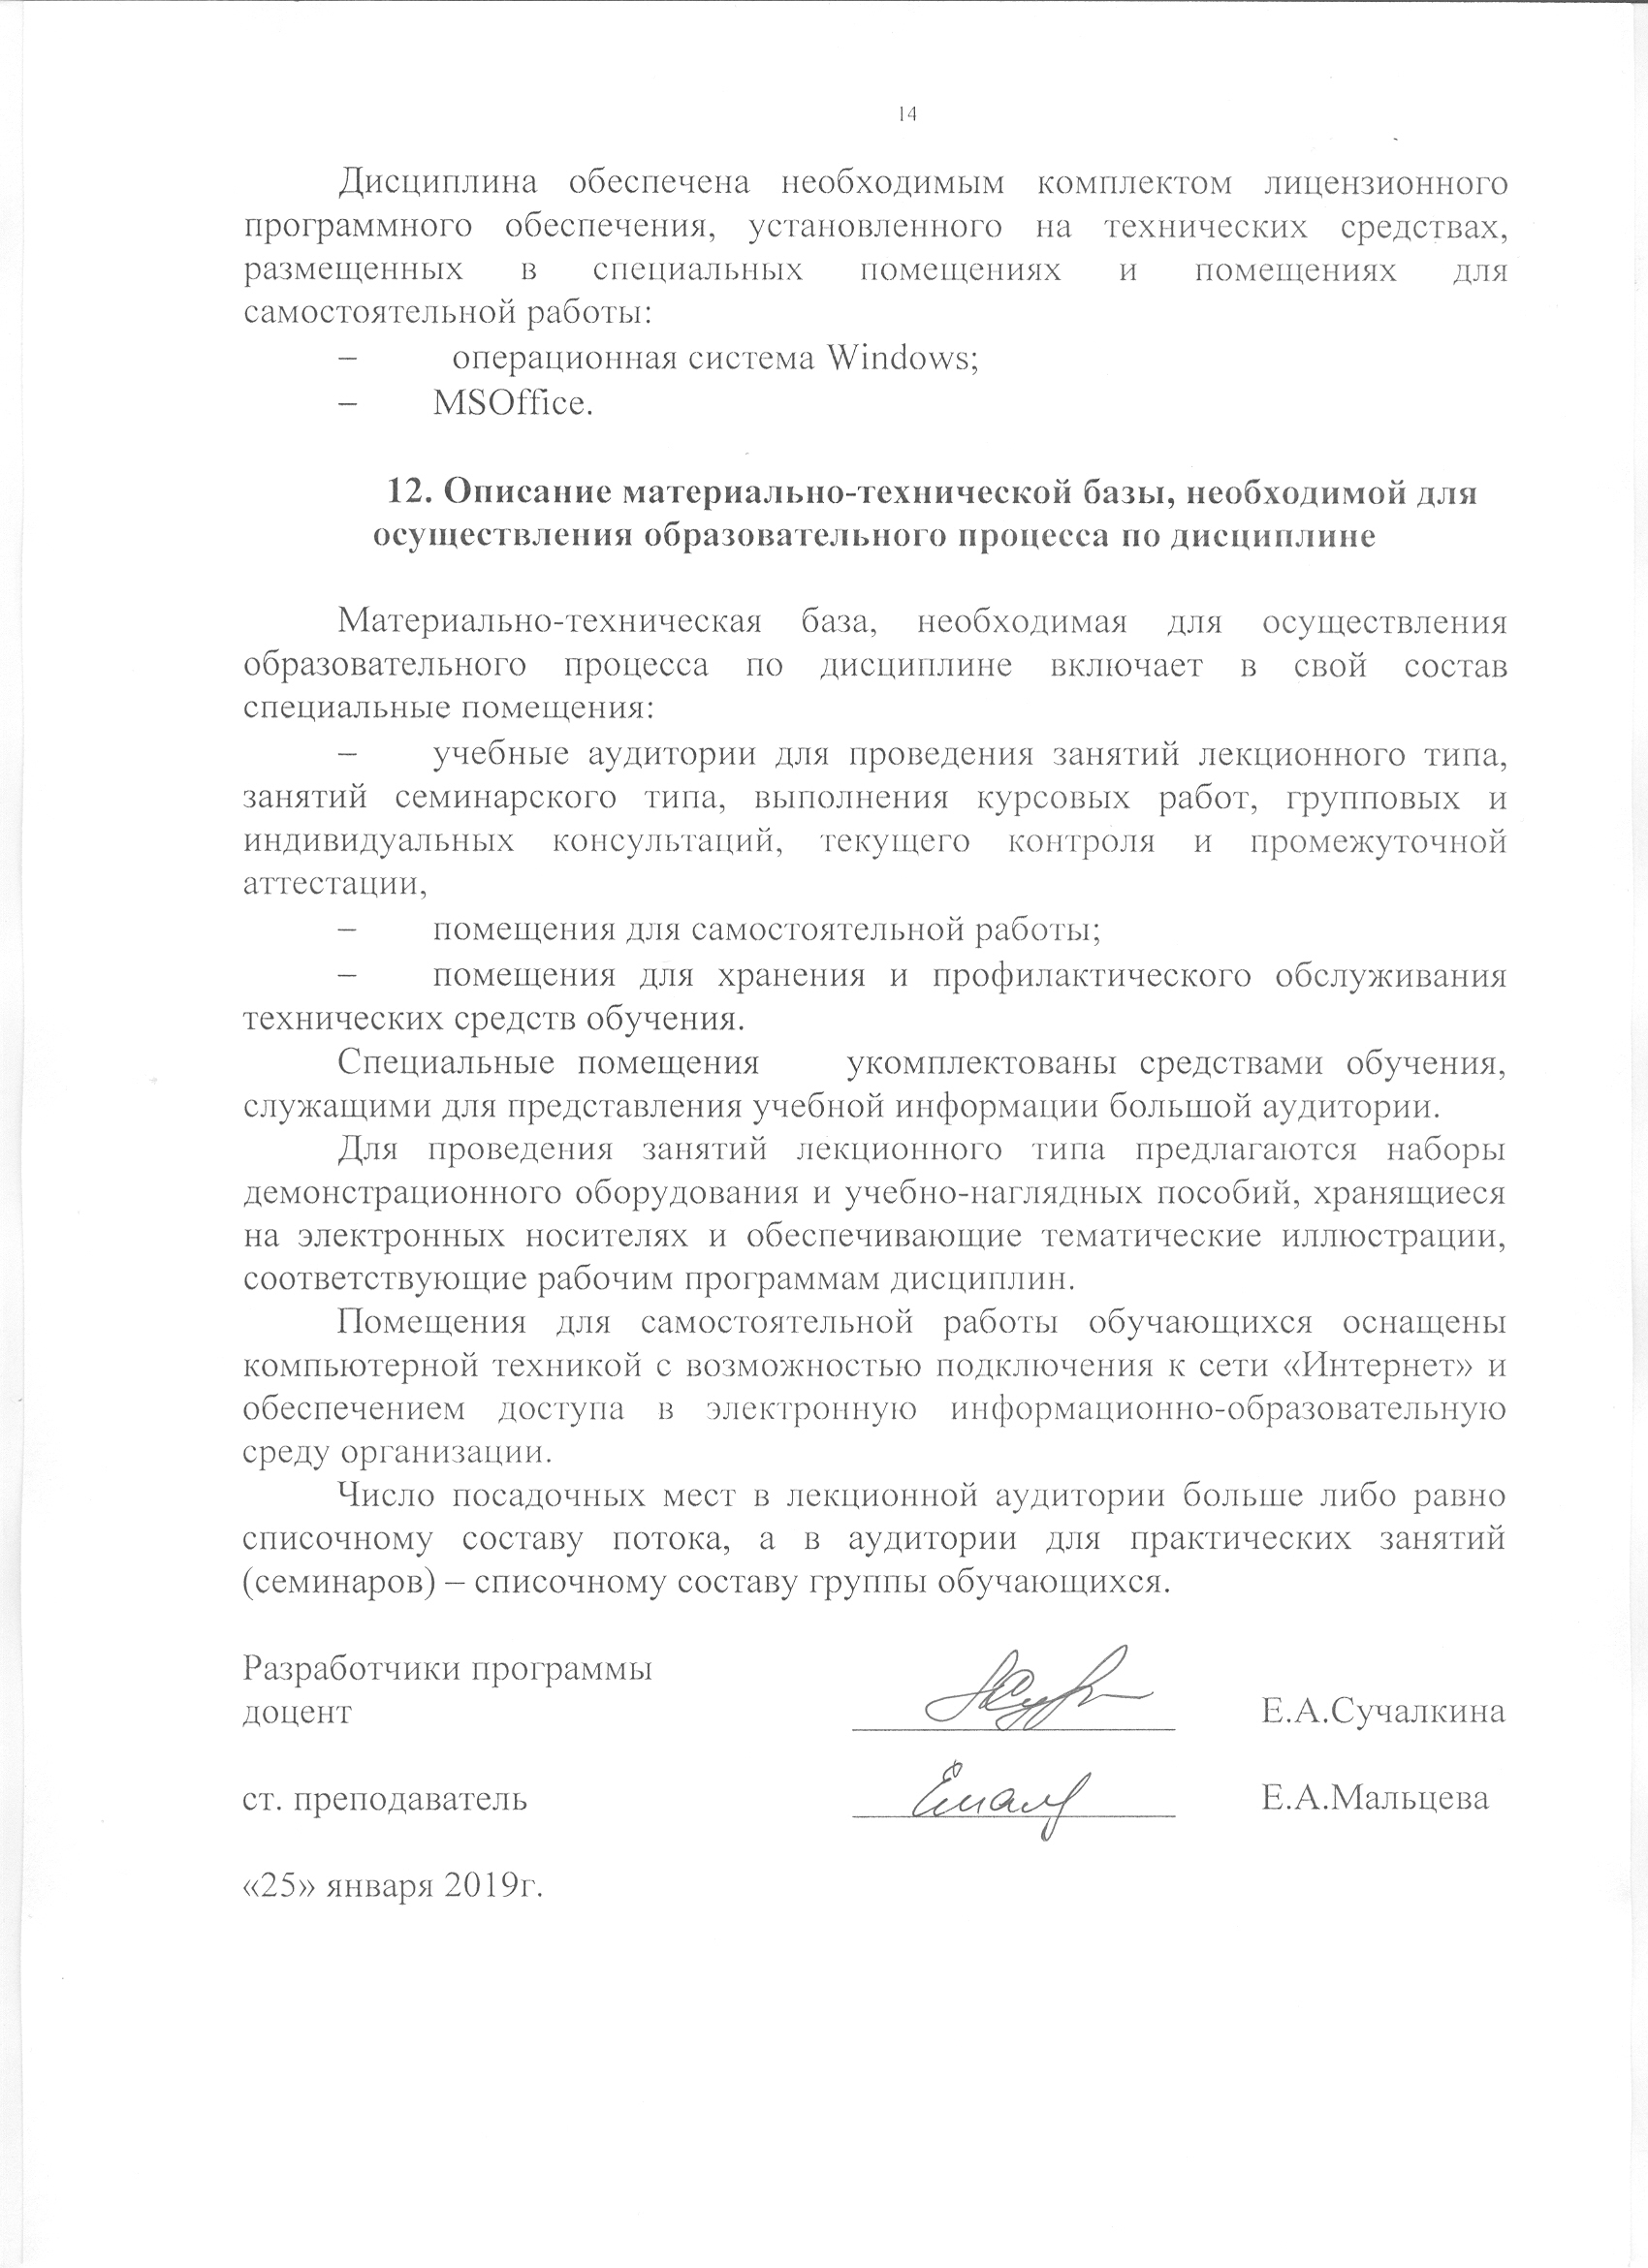 14
Дисциплина обеспечена необходимым комплектом лицензионного
программного обеспечения, установленного на технических средствах,
размещенных в специальных помещениях и помещениях для
самостоятельной работы:
– операционная система Windows;
– MSOffice.
12. Описание материально-технической базы, необходимой для
осуществления образовательного процесса по дисциплине
Материально-техническая база, необходимая для осуществления
образовательного процесса по дисциплине включает в свой состав
специальные помещения:
– учебные аудитории для проведения занятий лекционного типа,
занятий семинарского типа, выполнения курсовых работ, групповых и
индивидуальных консультаций, текущего контроля и промежуточной
аттестации,
– помещения для самостоятельной работы;
– помещения для хранения и профилактического обслуживания
технических средств обучения.
Специальные помещения укомплектованы средствами обучения,
служащими для представления учебной информации большой аудитории.
Для проведения занятий лекционного типа предлагаются наборы
демонстрационного оборудования и учебно-наглядных пособий, хранящиеся
на электронных носителях и обеспечивающие тематические иллюстрации,
соответствующие рабочим программам дисциплин.
Помещения для самостоятельной работы обучающихся оснащены
компьютерной техникой с возможностью подключения к сети «Интернет» и
обеспечением доступа в электронную информационно-образовательную
среду организации.
Число посадочных мест в лекционной аудитории больше либо равно
списочному составу потока, а в аудитории для практических занятий
(семинаров) – списочному составу группы обучающихся.
Разработчики программы
доцент Е.А.Сучалкина
ст. преподаватель Е.А.Мальцева
«25» января 2019г.